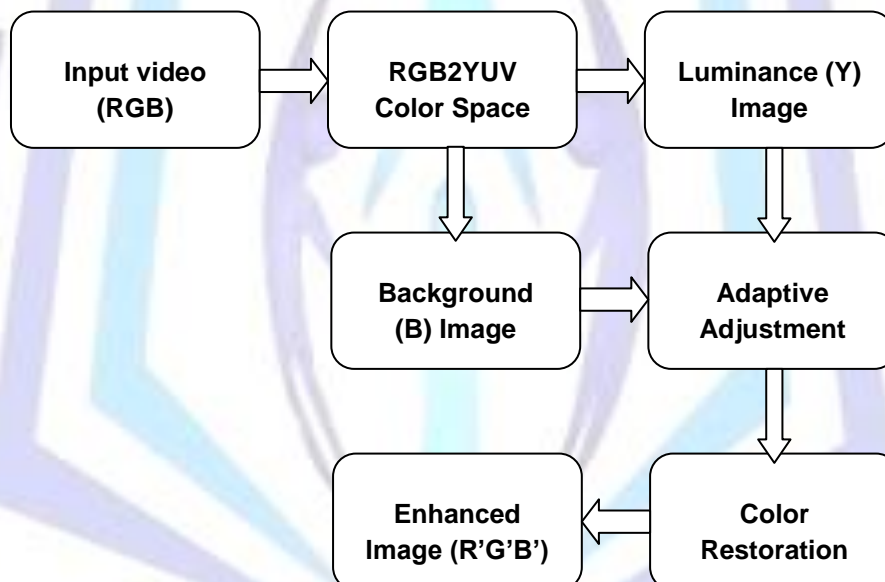 Input video
(RGB)
RGB2YUV
Color Space
Luminance (Y)
Image
Background
(B) Image
Adaptive
Adjustment
Enhanced
Image (R’G’B’)
Color
Restoration